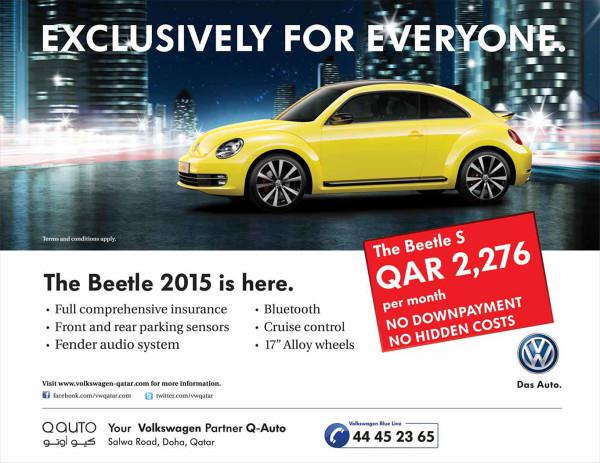 EXCLUSIVELY FOR EVERYONE.
Terms and conditions apply.
The Beetle S
QAR 2,276
per month
NO DOWNPAYMENT
NO HIDDEN COSTS
The Beetle 2015 is here.
• Full comprehensive insurance
• Front and rear parking sensors
• Fender audio system
• Bluetooth
• Cruise control
• 17" Alloy wheels
Das Auto.
Visit www.volkswagen-qatar.com for more information.
facebook.com/vwqatar.com
twitter.com/vwqatar
Q AUTO
كيو أوتو
Your Volkswagen Partner Q-Auto
Salwa Road, Doha, Qatar
Volkswagen Blue Line
44 45 23 65